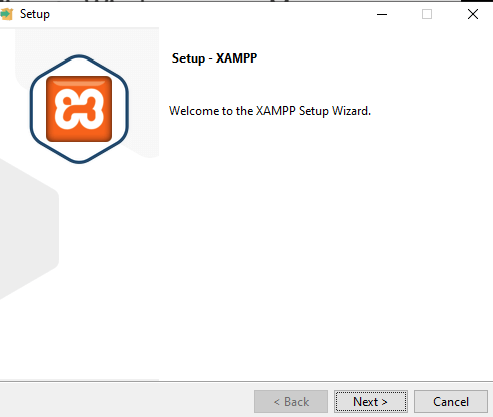 Setup
Setup - XAMPP
Welcome to the XAMPP Setup Wizard.
< Back
Next >
Cancel